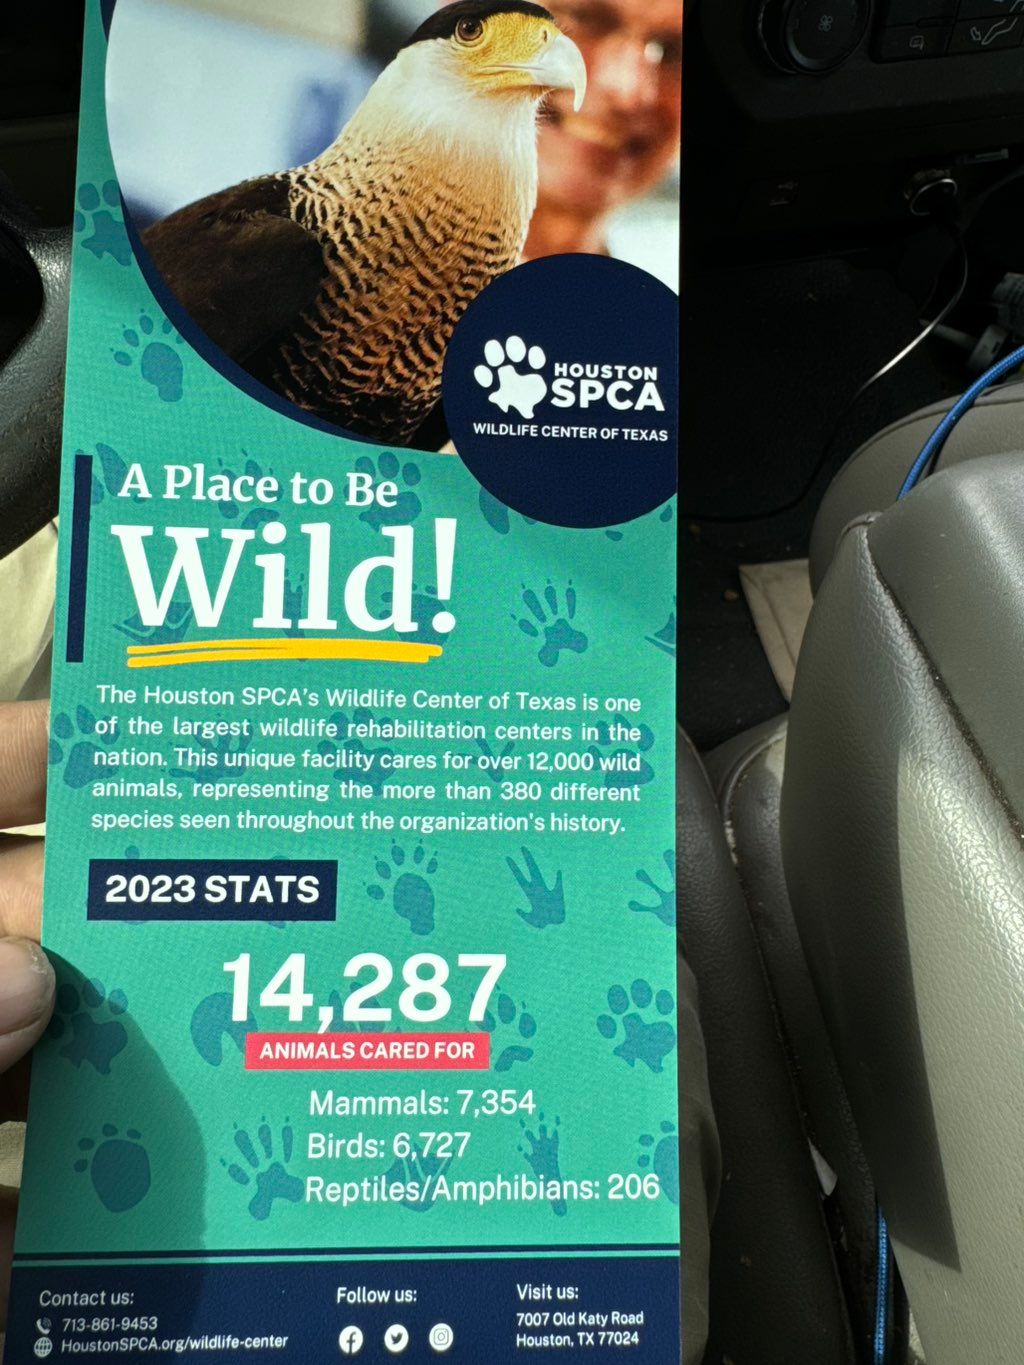 HOUSTON
SPCA
WILDLIFE CENTER OF TEXAS
A Place to Be
Wild!
The Houston SPCA's Wildlife Center of Texas is one
of the largest wildlife rehabilitation centers in the
nation. This unique facility cares for over 12,000 wild
animals, representing the more than 380 different
species seen throughout the organization's history.
2023 STATS
14,287
ANIMALS CARED FOR
Mammals: 7,354
Birds: 6,727
Reptiles/Amphibians: 206
Contact us:
713-861-9453
HoustonSPCA.org/wildlife-center
Follow us:
Visit us:
7007 Old Katy Road
Houston, TX 77024